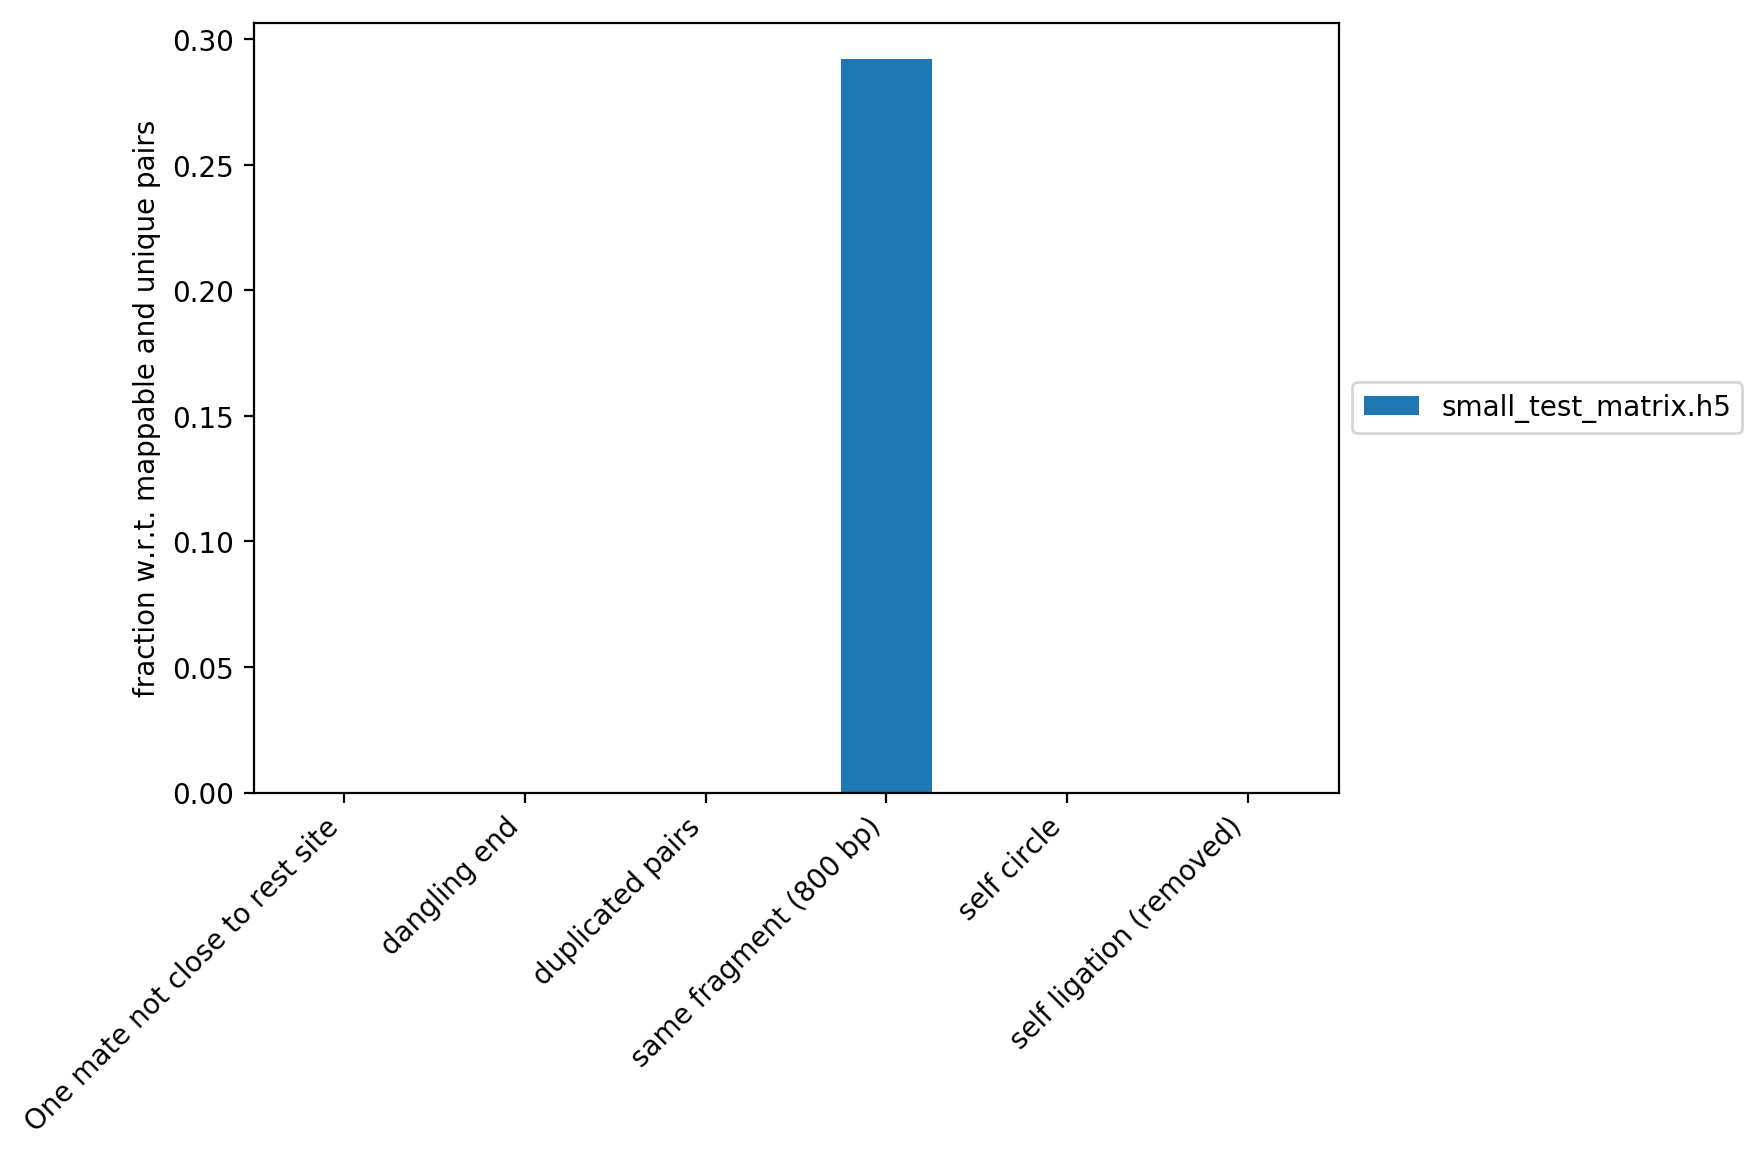 fraction w.r.t. mappable and unique pairs
0.30
0.25
0.20
0.15
0.10
0.05
0.00
One mate not close to rest site
dangling end
duplicated pairs
same fragment (800 bp)
self circle
self ligation (removed)
small_test_matrix.h5